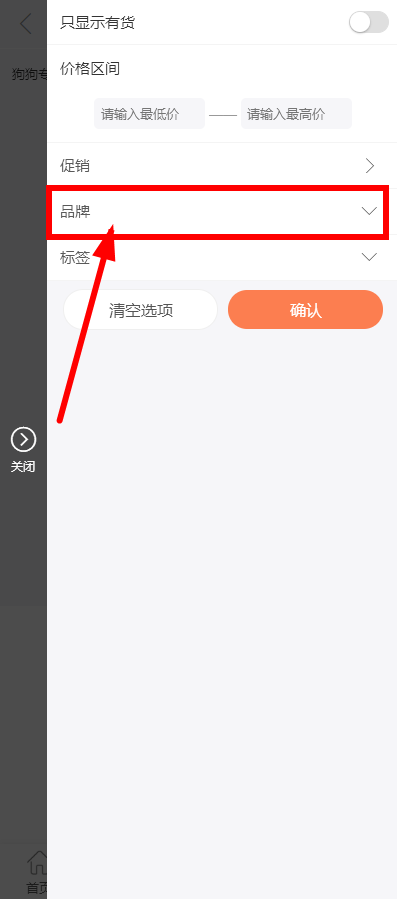 只显示有货
狗狗专
价格区间
请输入最低价 —— 请输入最高价
促销
品牌
标签
清空选项 确认
关闭
首页